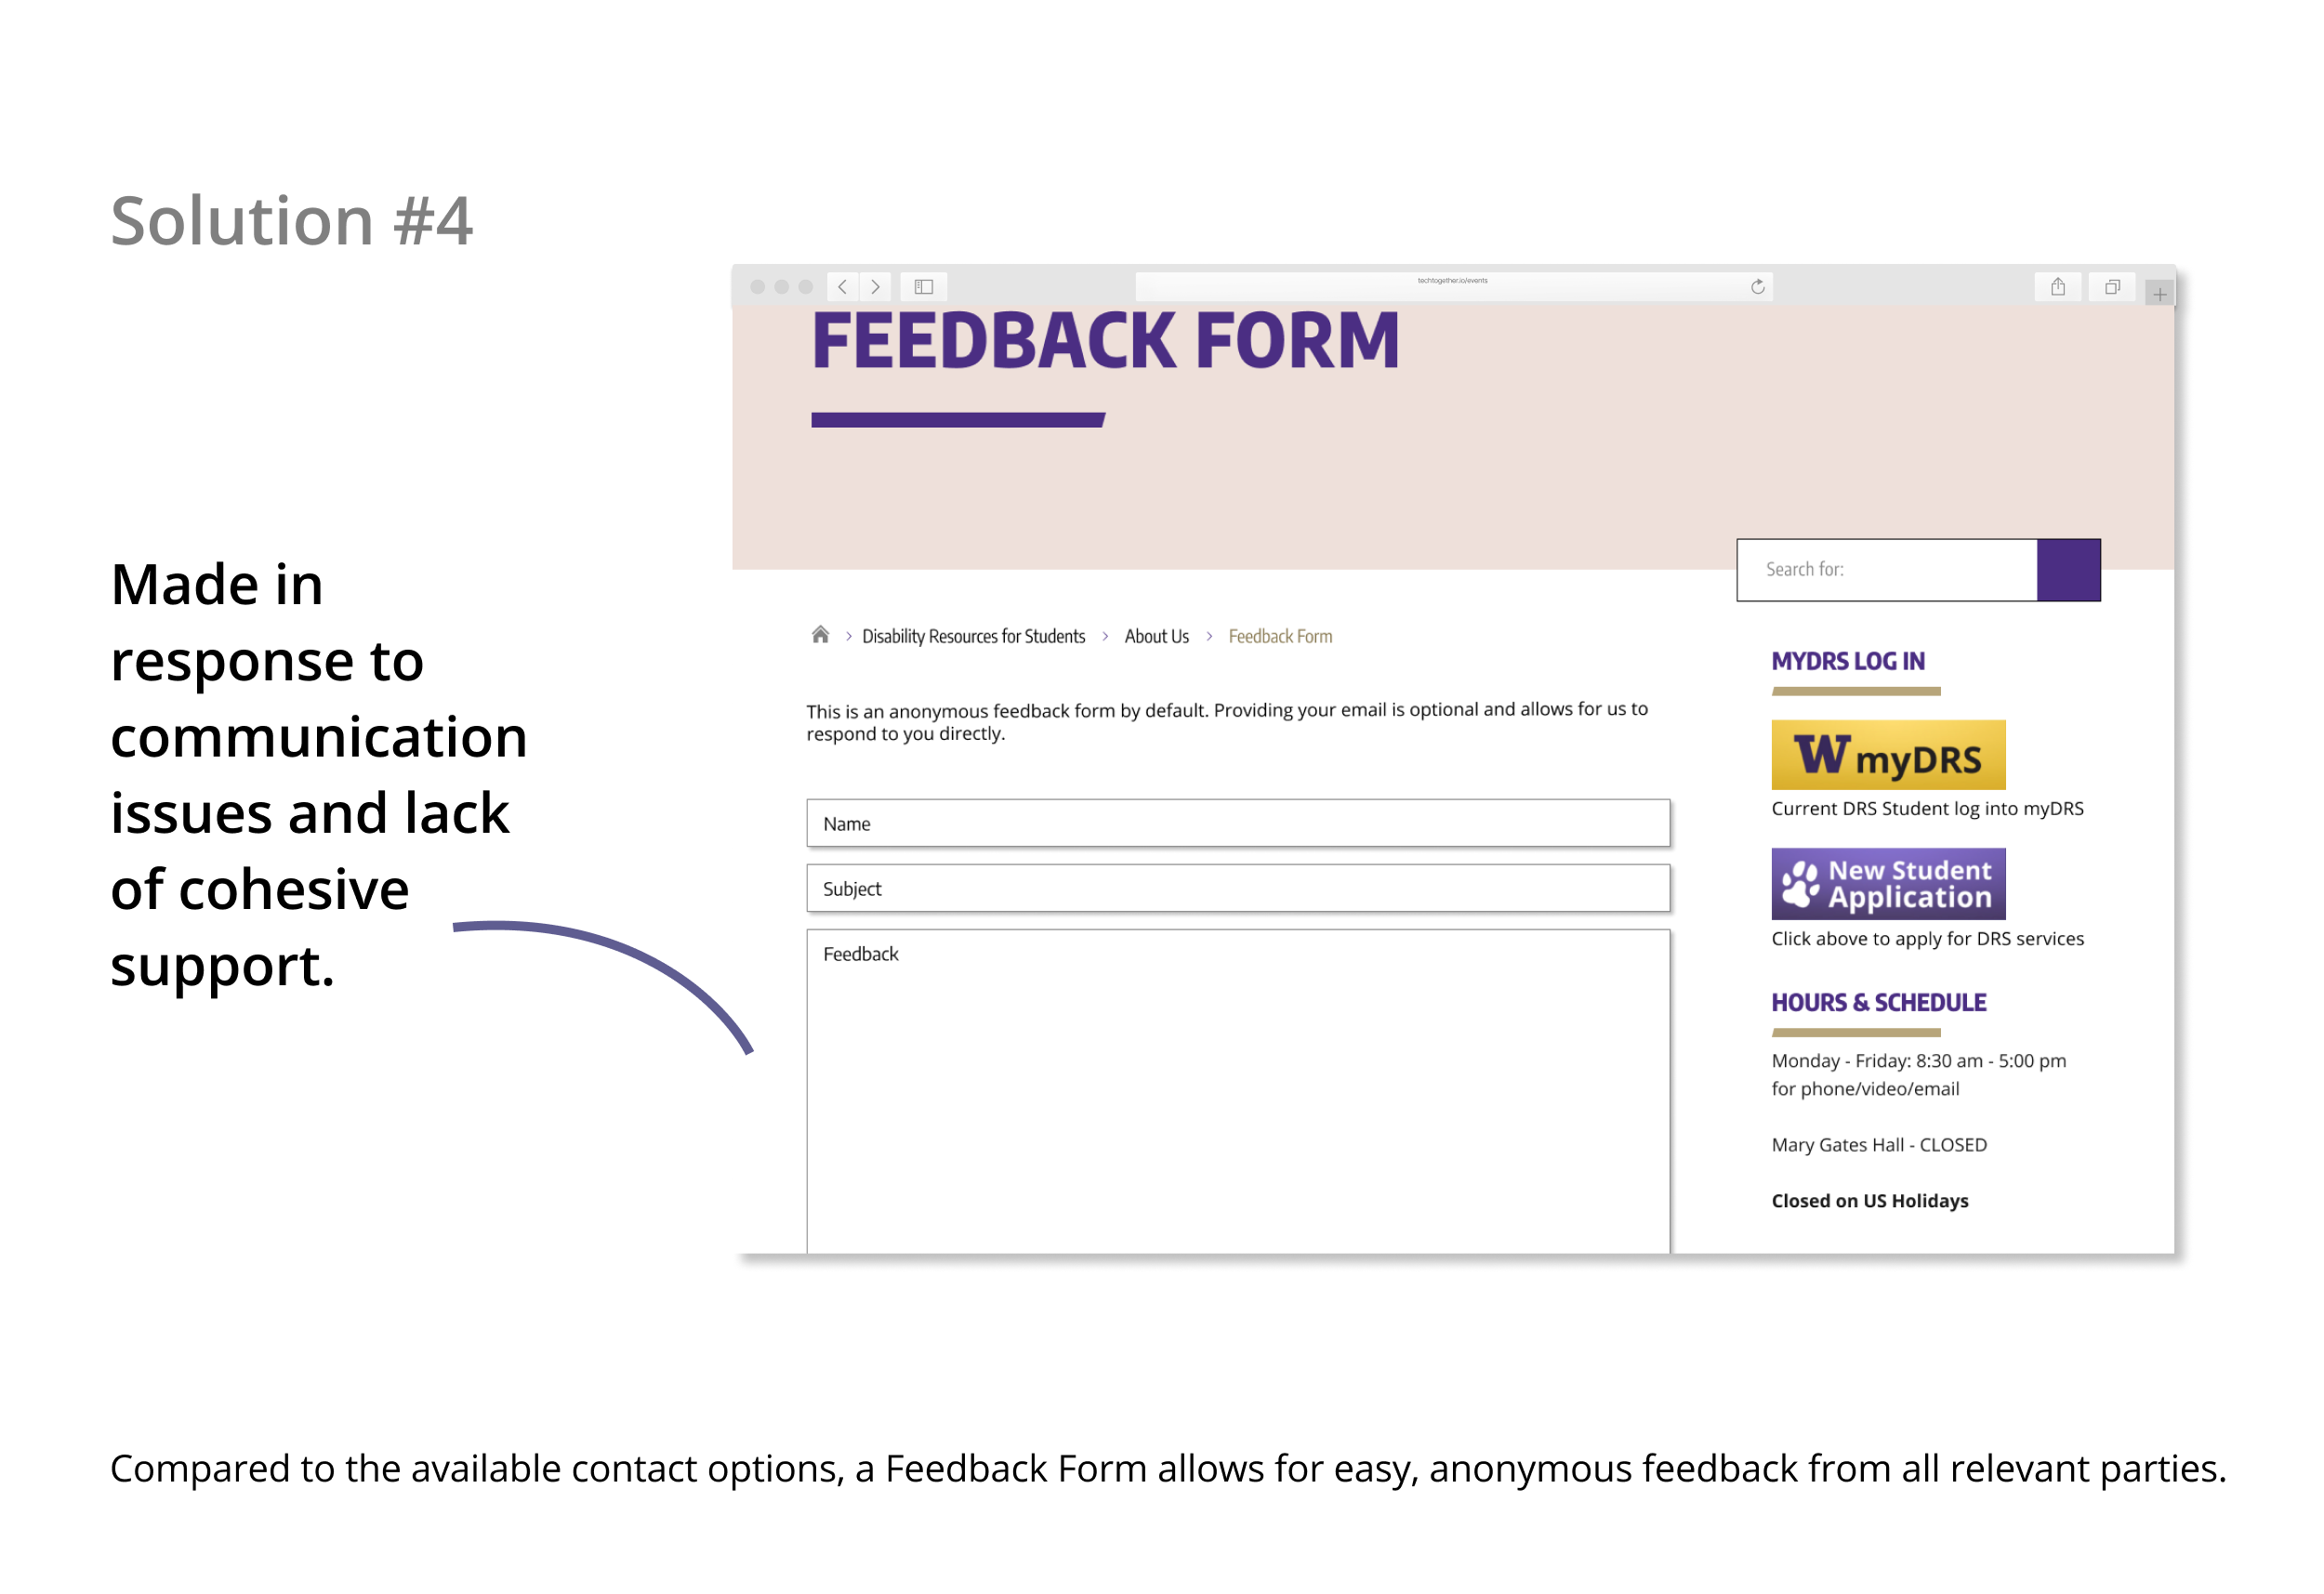 Solution #4
Made in
response to
communication
issues and lack
of cohesive
support.
techtogether.io/events
FEEDBACK FORM
Search for:
Disability Resources for Students > About Us > Feedback Form
This is an anonymous feedback form by default. Providing your email is optional and allows for us to
respond to you directly.
Name
Subject
Feedback
MYDRS LOG IN
W myDRS
Current DRS Student log into myDRS
New Student
Application
Click above to apply for DRS services
HOURS & SCHEDULE
Monday - Friday: 8:30 am - 5:00 pm
for phone/video/email
Mary Gates Hall - CLOSED
Closed on US Holidays
Compared to the available contact options, a Feedback Form allows for easy, anonymous feedback from all relevant parties.